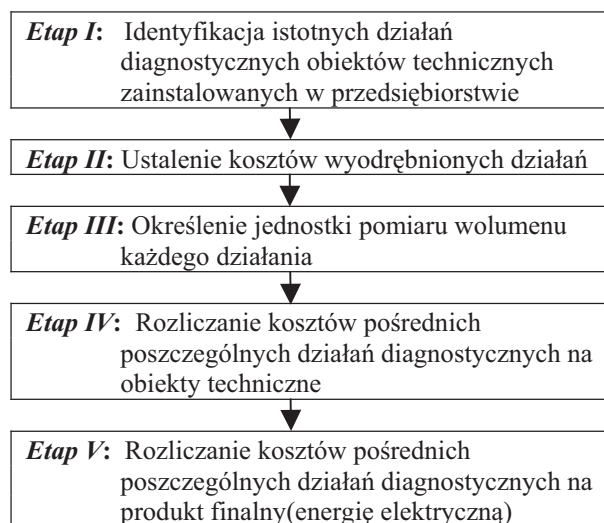 Etap I: Identyfikacja istotnych działań
diagnostycznych obiektów technicznych
zainstalowanych w przedsiębiorstwie
Etap II: Ustalenie kosztów wyodrębnionych działań
Etap III: Określenie jednostki pomiaru wolumenu
każdego działania
Etap IV: Rozliczanie kosztów pośrednich
poszczególnych działań diagnostycznych na
obiekty techniczne
Etap V: Rozliczanie kosztów pośrednich
poszczególnych działań diagnostycznych na
produkt finalny(energię elektryczną)